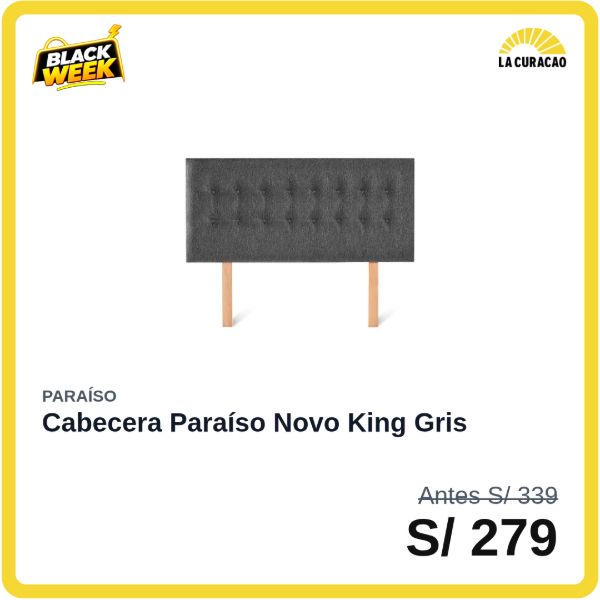 BLACK
WEEK
LA CURACAO
PARAÍSO
Cabecera Paraíso Novo King Gris
Antes S/ 339
S/ 279